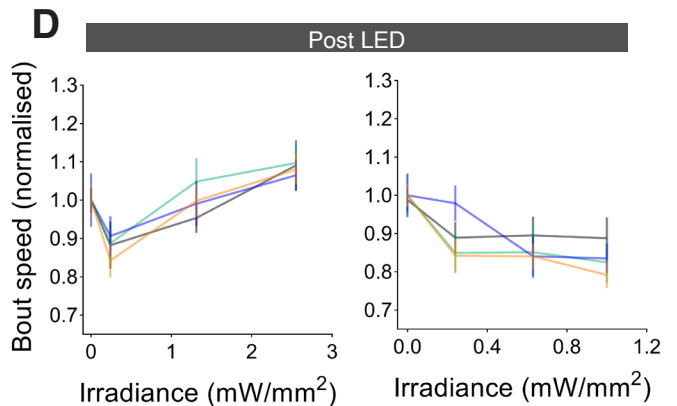 D
Post LED
Bout speed (normalised)
1.3
1.2
1.1
1.0
0.9
0.8
0.7
0 1 2 3
Irradiance (mW/mm²)
1.3
1.2
1.1
1.0
0.9
0.8
0.7
0.0 0.4 0.8 1.2
Irradiance (mW/mm²)